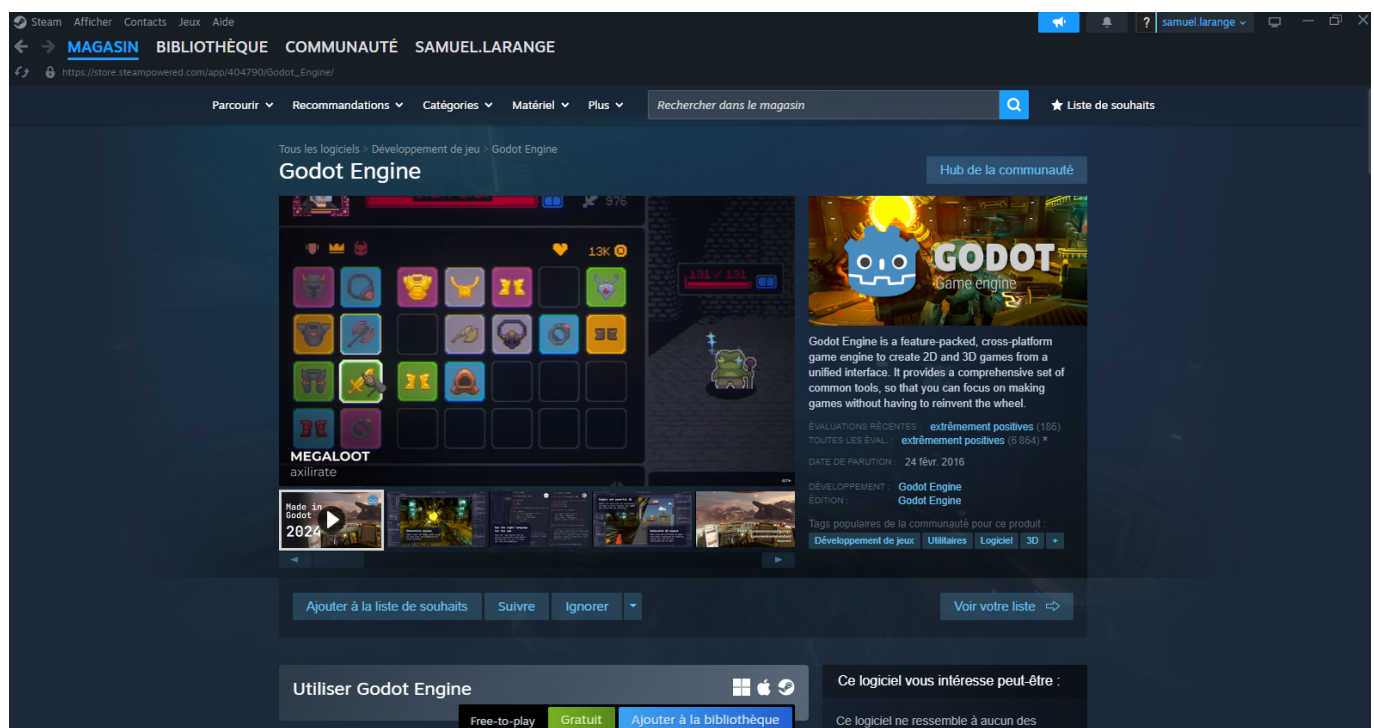 Steam Afficher Contacts Jeux Aide
? samuel.larange
MAGASIN BIBLIOTHÈQUE COMMUNAUTÉ SAMUEL.LARANGE
https://store.steampowered.com/app/404790/Godot_Engine/
Parcourir Recommandations Catégories Matériel Plus Rechercher dans le magasin Liste de souhaits
Tous les logiciels > Développement de jeu > Godot Engine
Godot Engine
Hub de la communauté
976
13K
131 / 131
MEGALOOT
axilirate
GODOT
Game engine
Godot Engine is a feature-packed, cross-platform
game engine to create 2D and 3D games from a
unified interface. It provides a comprehensive set of
common tools, so that you can focus on making
games without having to reinvent the wheel.
ÉVALUATIONS RÉCENTES : extrêmement positives (186)
TOUTES LES ÉVAL. : extrêmement positives (6 864) *
DATE DE PARUTION : 24 févr. 2016
DÉVELOPPEMENT : Godot Engine
ÉDITION : Godot Engine
Tags populaires de la communauté pour ce produit :
Développement de jeux Utilitaires Logiciel 3D +
Made in
Godot
2024
Ajouter à la liste de souhaits Suivre Ignorer
Voir votre liste
Utiliser Godot Engine
Free-to-play Gratuit Ajouter à la bibliothèque
Ce logiciel vous intéresse peut-être :
Ce logiciel ne ressemble à aucun des